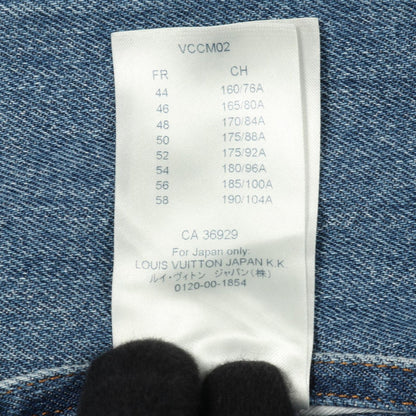 VCCM02
FR CH
44 160/76A
46 165/80A
48 170/84A
50 175/88A
52 175/92A
54 180/96A
56 185/100A
58 190/104A
CA 36929
For Japan only:
LOUIS VUITTON JAPAN K.K
ルイ・ヴィトン ジャパン(株)
0120-00-1854